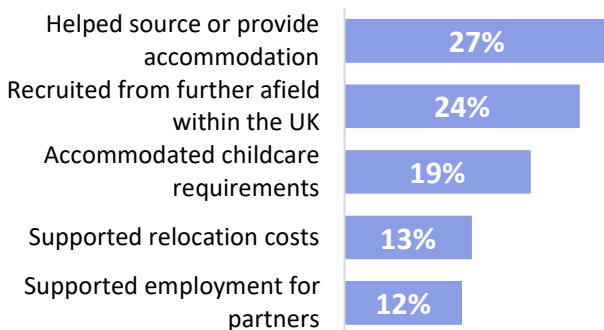 Helped source or provide
accommodation
27%
Recruited from further afield
within the UK
24%
Accommodated childcare
requirements
19%
Supported relocation costs
13%
Supported employment for
partners
12%